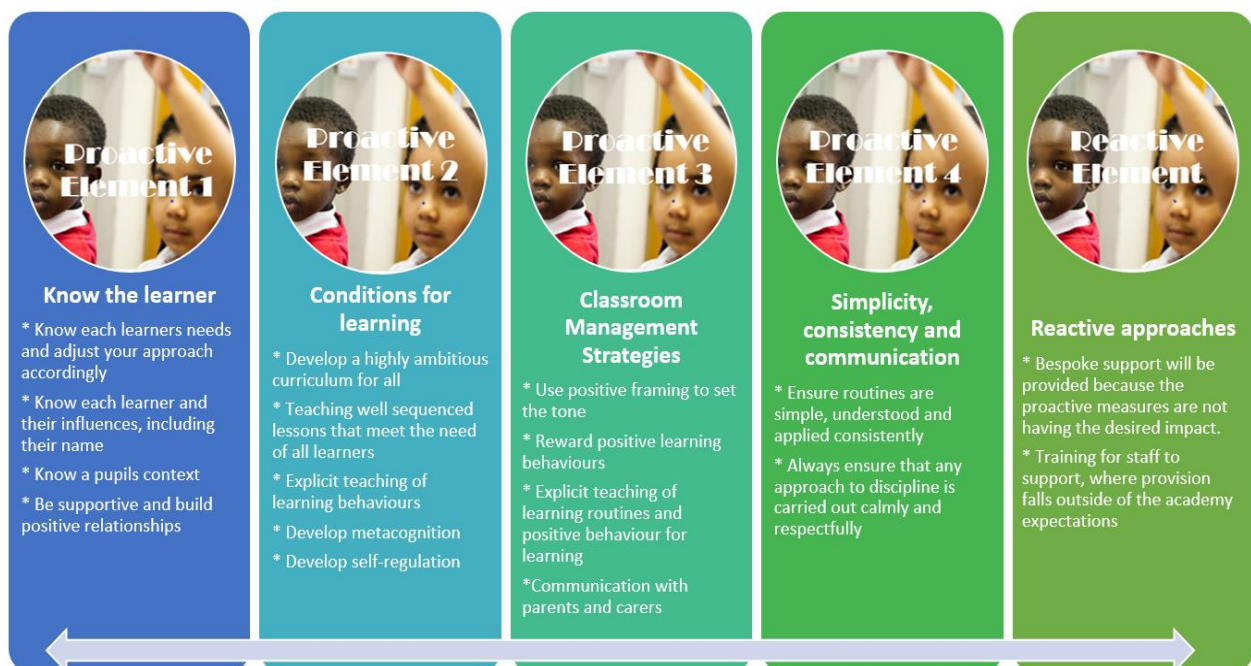 Proactive
Element 1
Know the learner
* Know each learners needs
and adjust your approach
accordingly
* Know each learner and
their influences, including
their name
* Know a pupils context
* Be supportive and build
positive relationships
Proactive
Element 2
Conditions for
learning
* Develop a highly ambitious
curriculum for all
* Teaching well sequenced
lessons that meet the need
of all learners
* Explicit teaching of
learning behaviours
* Develop metacognition
* Develop self-regulation
Proactive
Element 3
Classroom
Management
Strategies
* Use positive framing to set
the tone
* Reward positive learning
behaviours
* Explicit teaching of
learning routines and
positive behaviour for
learning
*Communication with
parents and carers
Proactive
Element 4
Simplicity,
consistency and
communication
* Ensure routines are
simple, understood and
applied consistently
* Always ensure that any
approach to discipline is
carried out calmly and
respectfully
Reactive
Element
Reactive approaches
* Bespoke support will be
provided because the
proactive measures are not
having the desired impact.
* Training for staff to
support, where provision
falls outside of the academy
expectations